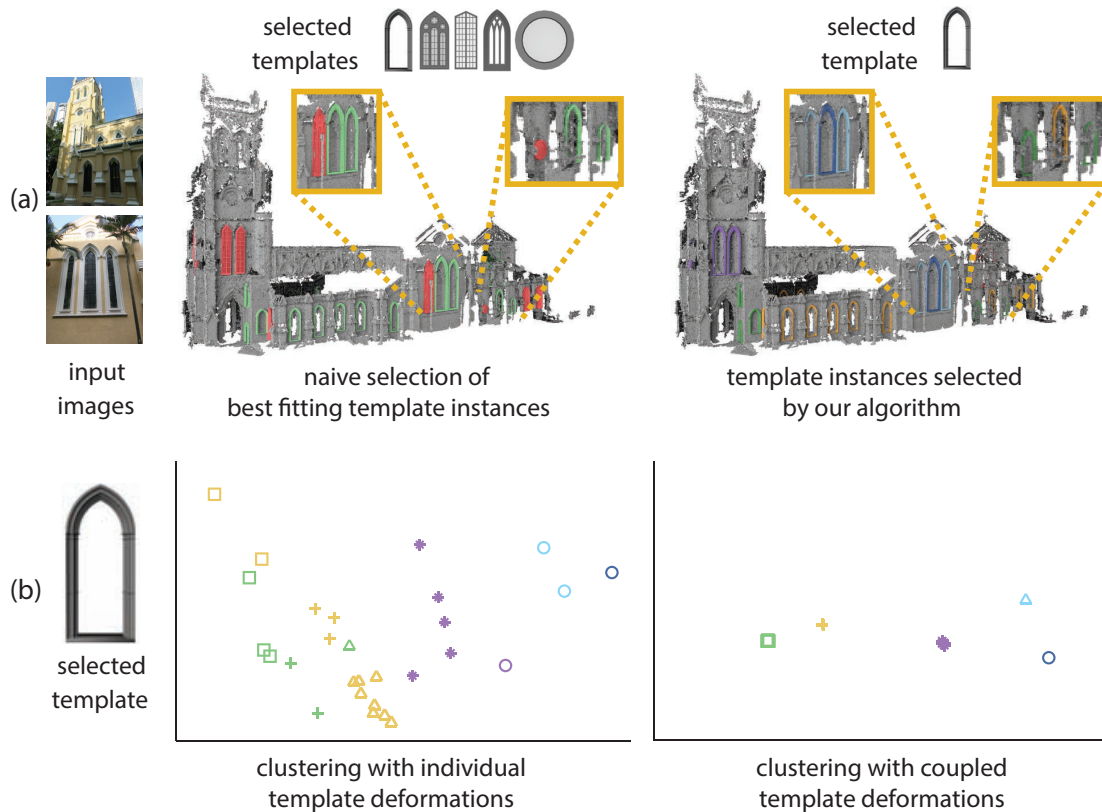 selected
templates
selected
template
(a)
input
images
naive selection of
best fitting template instances
template instances selected
by our algorithm
(b)
selected
template
clustering with individual
template deformations
clustering with coupled
template deformations